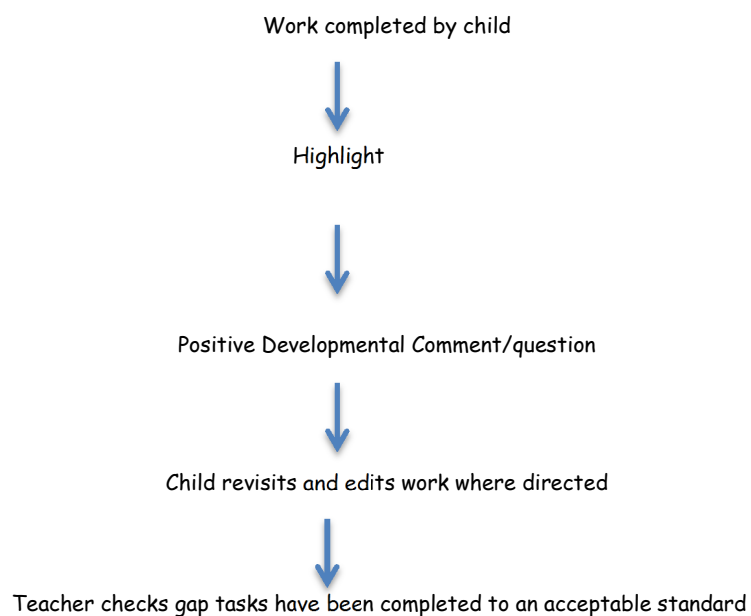 Work completed by child
Highlight
Positive Developmental Comment/question
Child revisits and edits work where directed
Teacher checks gap tasks have been completed to an acceptable standard